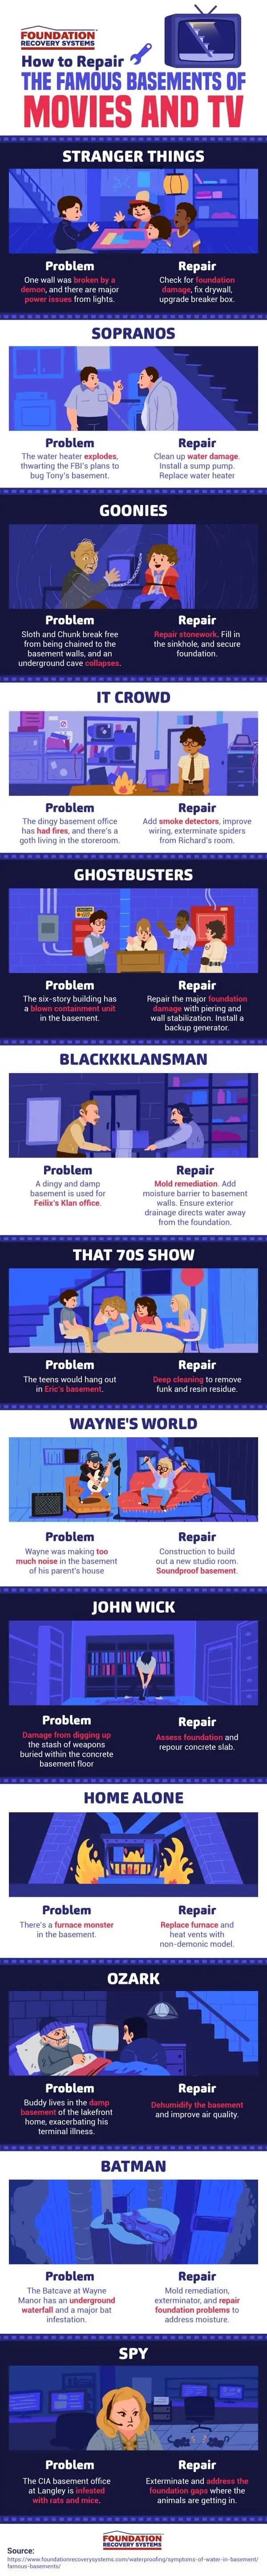 FOUNDATION
RECOVERY SYSTEMS
How to Repair
THE FAMOUS BASEMENTS OF
MOVIES AND TV
STRANGER THINGS
Problem
One wall was broken by a
demon, and there are major
power issues from lights.
Repair
Check for foundation
damage, fix drywall,
upgrade breaker box.
SOPRANOS
Problem
The water heater explodes,
thwarting the FBI's plans to
bug Tony's basement.
Repair
Clean up water damage.
Install a sump pump.
Replace water heater
GOONIES
Problem
Sloth and Chunk break free
from being chained to the
basement walls, and an
underground cave collapses.
Repair
Repair stonework. Fill in
the sinkhole, and secure
foundation.
IT CROWD
Problem
The dingy basement office
has had fires, and there's a
goth living in the storeroom.
Repair
Add smoke detectors, improve
wiring, exterminate spiders
from Richard's room.
GHOSTBUSTERS
Problem
The six-story building has
a blown containment unit
in the basement.
Repair
Repair the major foundation
damage with piering and
wall stabilization. Install a
backup generator.
BLACKKKLANSMAN
Problem
A dingy and damp
basement is used for
Feilix's Klan office.
Repair
Mold remediation. Add
moisture barrier to basement
walls. Ensure exterior
drainage directs water away
from the foundation.
THAT 70S SHOW
Problem
The teens would hang out
in Eric's basement.
Repair
Deep cleaning to remove
funk and resin residue.
WAYNE'S WORLD
Problem
Wayne was making too
much noise in the basement
of his parent's house
Repair
Construction to build
out a new studio room.
Soundproof basement.
JOHN WICK
Problem
Damage from digging up
the stash of weapons
buried within the concrete
basement floor
Repair
Assess foundation and
repour concrete slab.
HOME ALONE
Problem
There's a furnace monster
in the basement.
Repair
Replace furnace and
heat vents with
non-demonic model.
OZARK
Problem
Buddy lives in the damp
basement of the lakefront
home, exacerbating his
terminal illness.
Repair
Dehumidify the basement
and improve air quality.
BATMAN
Problem
The Batcave at Wayne
Manor has an underground
waterfall and a major bat
infestation.
Repair
Mold remediation,
exterminator, and repair
foundation problems to
address moisture.
SPY
Problem
The CIA basement office
at Langley is infested
with rats and mice.
Repair
Exterminate and address the
foundation gaps where the
animals are getting in.
FOUNDATION
RECOVERY SYSTEMS
Source:
https://www.foundationrecoverysystems.com/waterproofing/symptoms-of-water-in-basement/
famous-basements/